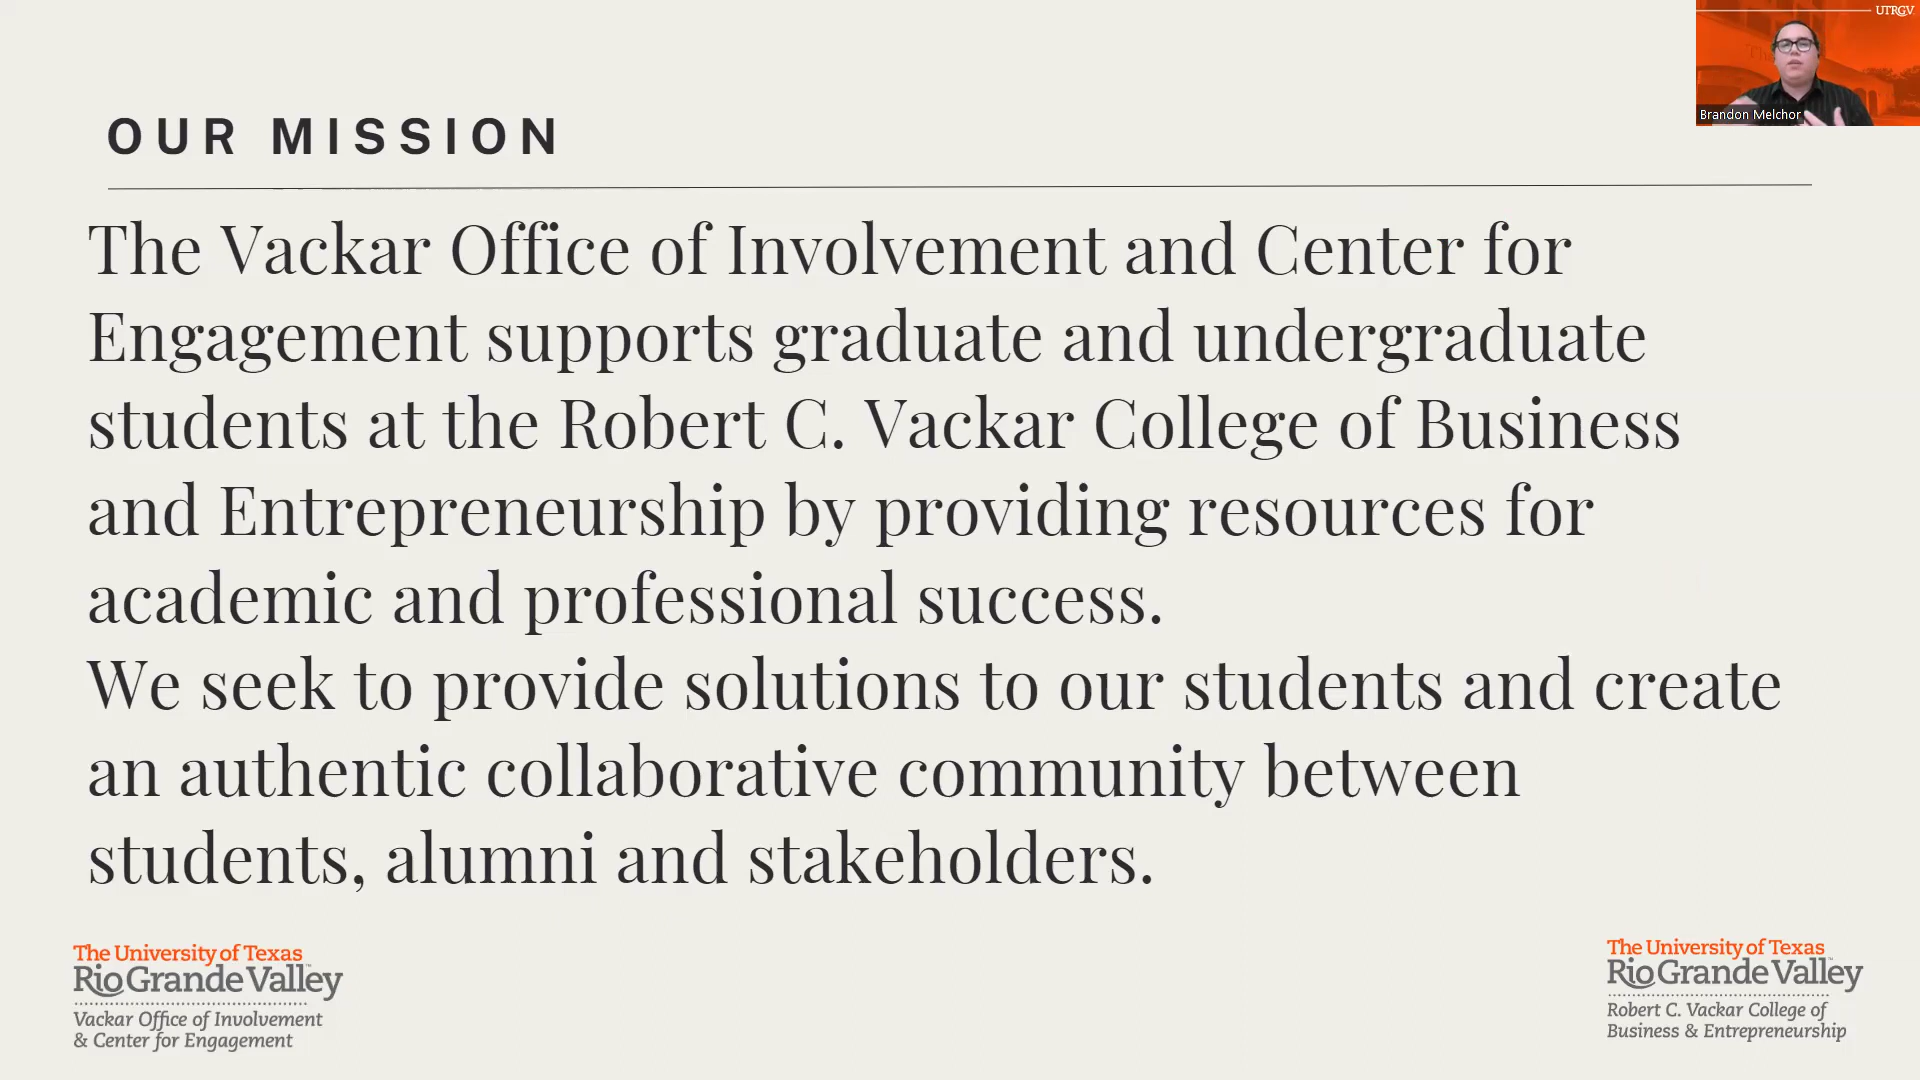 UTRGV
Brandon Melchor
OUR MISSION
The Vackar Office of Involvement and Center for
Engagement supports graduate and undergraduate
students at the Robert C. Vackar College of Business
and Entrepreneurship by providing resources for
academic and professional success.
We seek to provide solutions to our students and create
an authentic collaborative community between
students, alumni and stakeholders.
The University of Texas
Rio Grande Valley
Vackar Office of Involvement
& Center for Engagement
The University of Texas
Rio Grande Valley
Robert C. Vackar College of
Business & Entrepreneurship